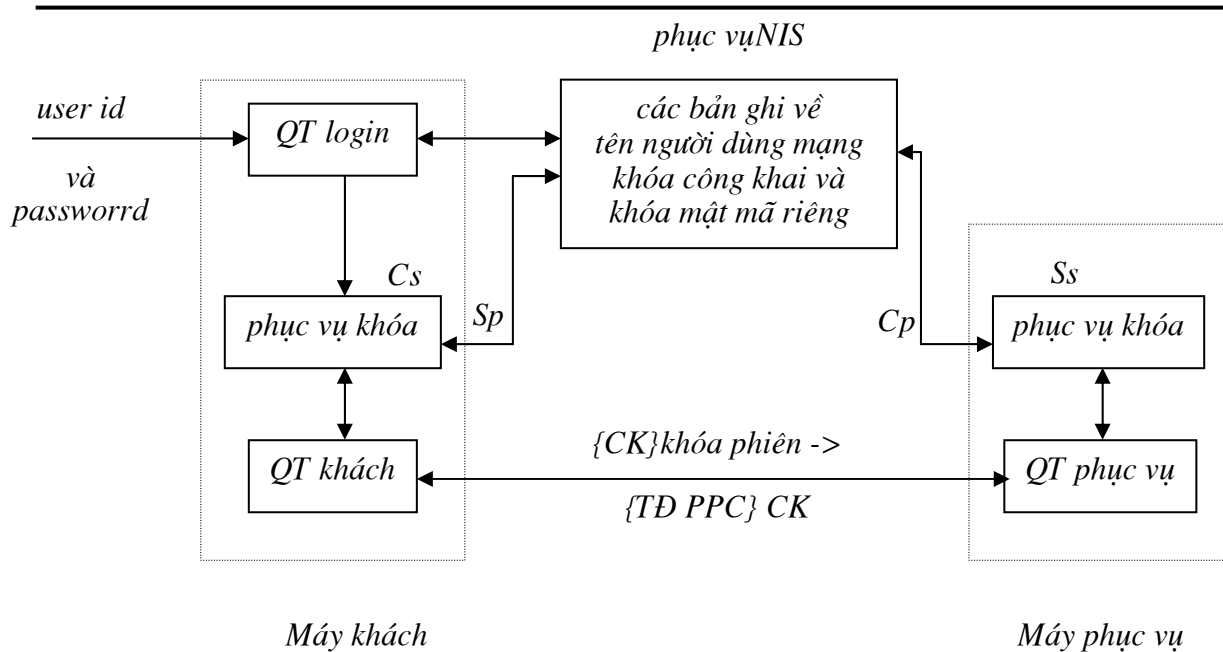 phục vụNIS
user id
và
passworrd
QT login
các bản ghi về
tên người dùng mạng
khóa công khai và
khóa mật mã riêng
Cs
Sp
Cp
Ss
phục vụ khóa
phục vụ khóa
{CK}khóa phiên ->
QT khách
QT phục vụ
{TĐ PPC} CK
Máy khách
Máy phục vụ